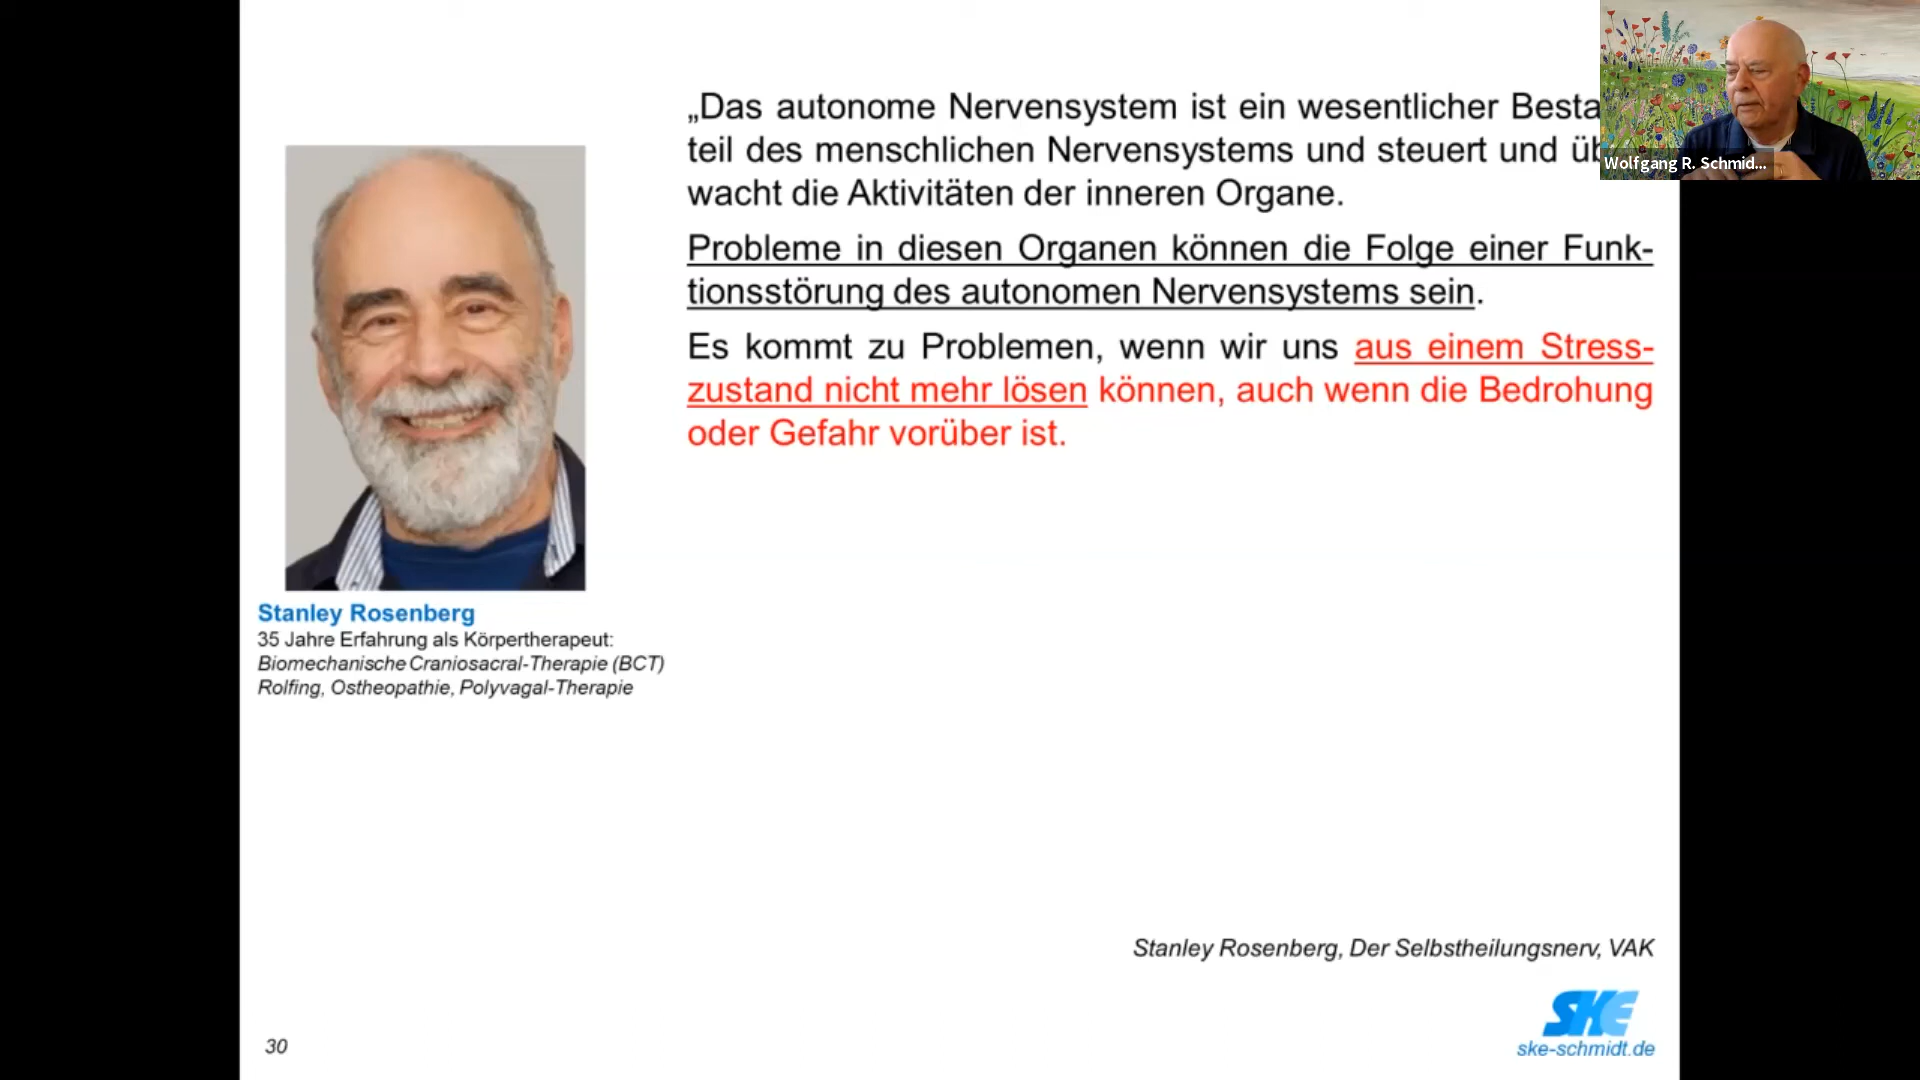 „Das autonome Nervensystem ist ein wesentlicher Besta
teil des menschlichen Nervensystems und steuert und üb
wacht die Aktivitäten der inneren Organe.
Probleme in diesen Organen können die Folge einer Funk-
tionsstörung des autonomen Nervensystems sein.
Es kommt zu Problemen, wenn wir uns aus einem Stress-
zustand nicht mehr lösen können, auch wenn die Bedrohung
oder Gefahr vorüber ist.
Wolfgang R. Schmid...
Stanley Rosenberg
35 Jahre Erfahrung als Körpertherapeut:
Biomechanische Craniosacral-Therapie (BCT)
Rolfing, Ostheopathie, Polyvagal-Therapie
Stanley Rosenberg, Der Selbstheilungsnerv, VAK
SKE
ske-schmidt.de
30